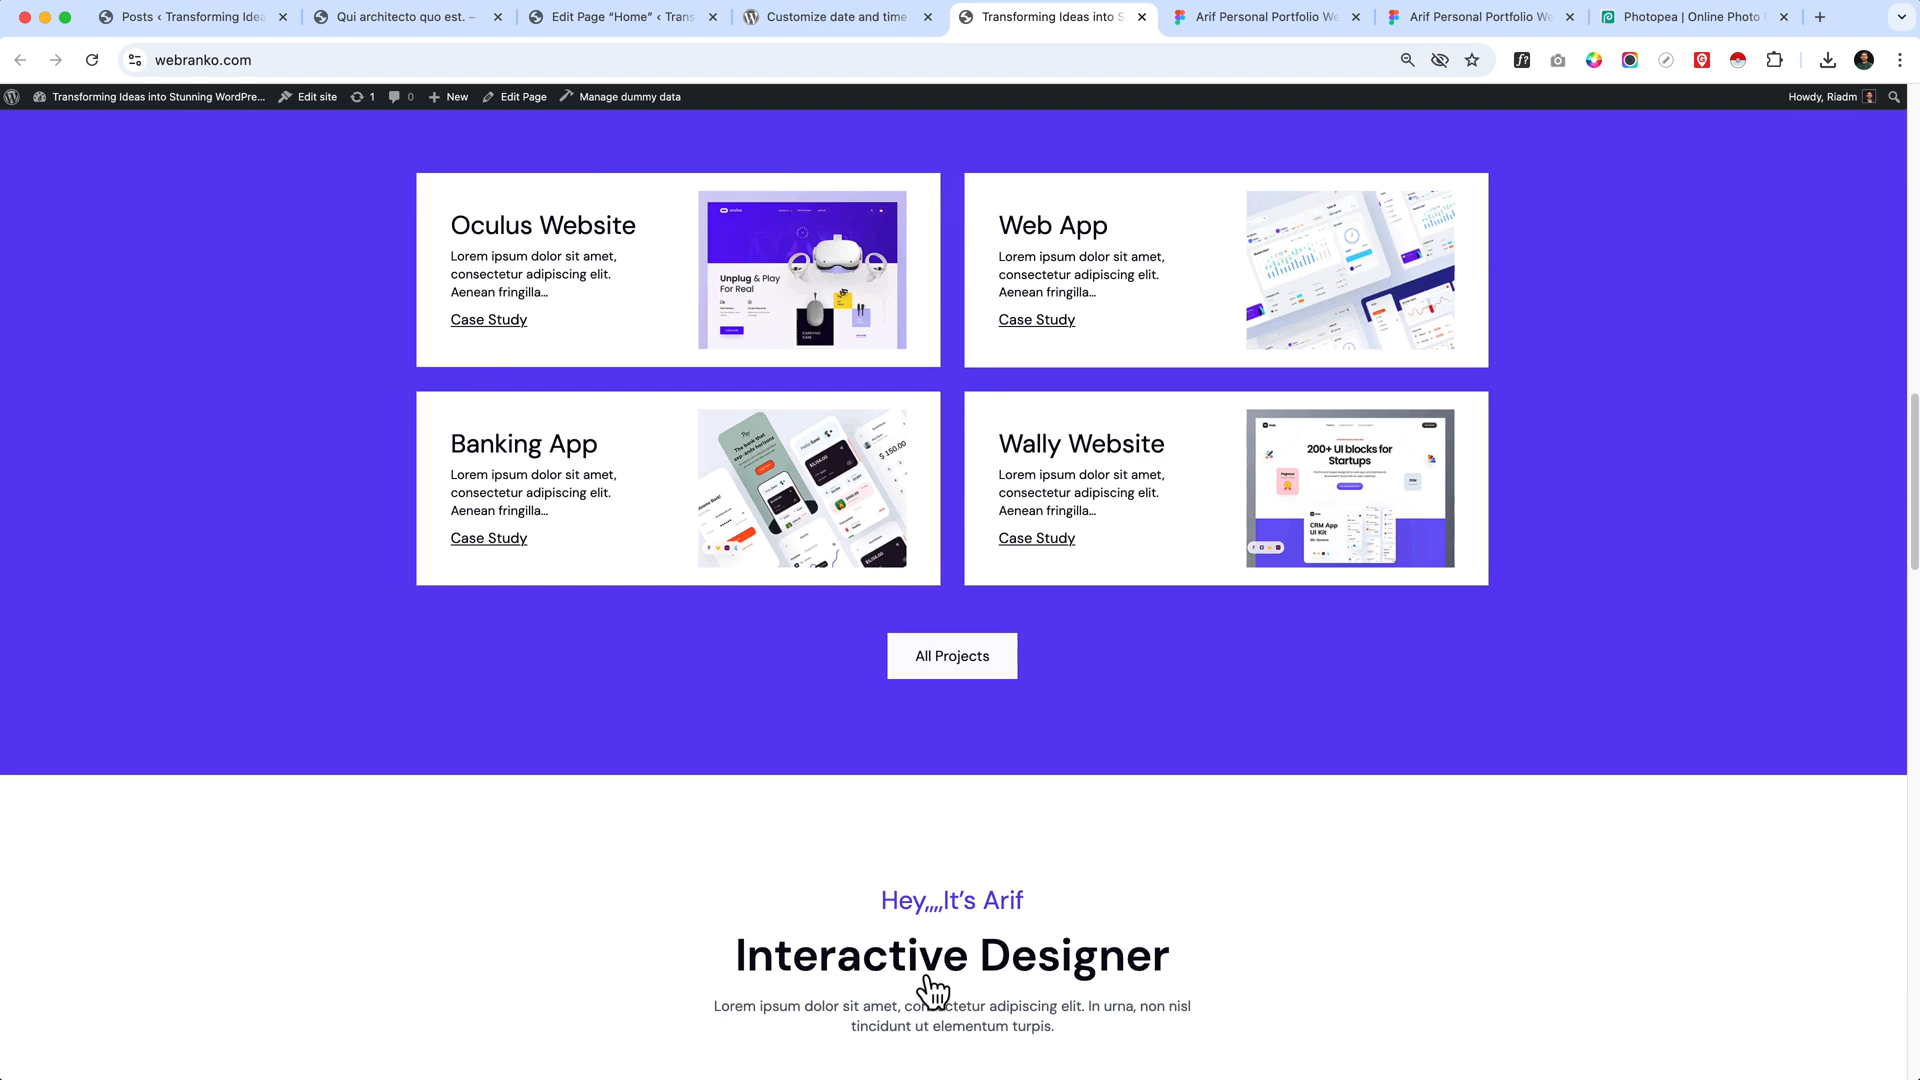 Posts ‹ Transforming Idea
Qui architecto quo est. –
Edit Page “Home” ‹ Trans
Customize date and time
Transforming Ideas into S
Arif Personal Portfolio We
Arif Personal Portfolio We
Photopea | Online Photo
webranko.com
Transforming Ideas into Stunning WordPre...
Edit site
1
0
New
Edit Page
Manage dummy data
Howdy, Riadm
Oculus Website
Lorem ipsum dolor sit amet,
consectetur adipiscing elit.
Aenean fringilla...
Case Study
oculus
Unplug & Play
For Real
CARRYING
CASE
Web App
Lorem ipsum dolor sit amet,
consectetur adipiscing elit.
Aenean fringilla...
Case Study
Banking App
Lorem ipsum dolor sit amet,
consectetur adipiscing elit.
Aenean fringilla...
Case Study
Pay
The bank that
$ 150.00
Wally Website
Lorem ipsum dolor sit amet,
consectetur adipiscing elit.
Aenean fringilla...
Case Study
200+ UI blocks for
Startups
CRM App
UI Kit
All Projects
Hey,,,,It’s Arif
Interactive Designer
Lorem ipsum dolor sit amet, consectetur adipiscing elit. In urna, non nisl
tincidunt ut elementum turpis.